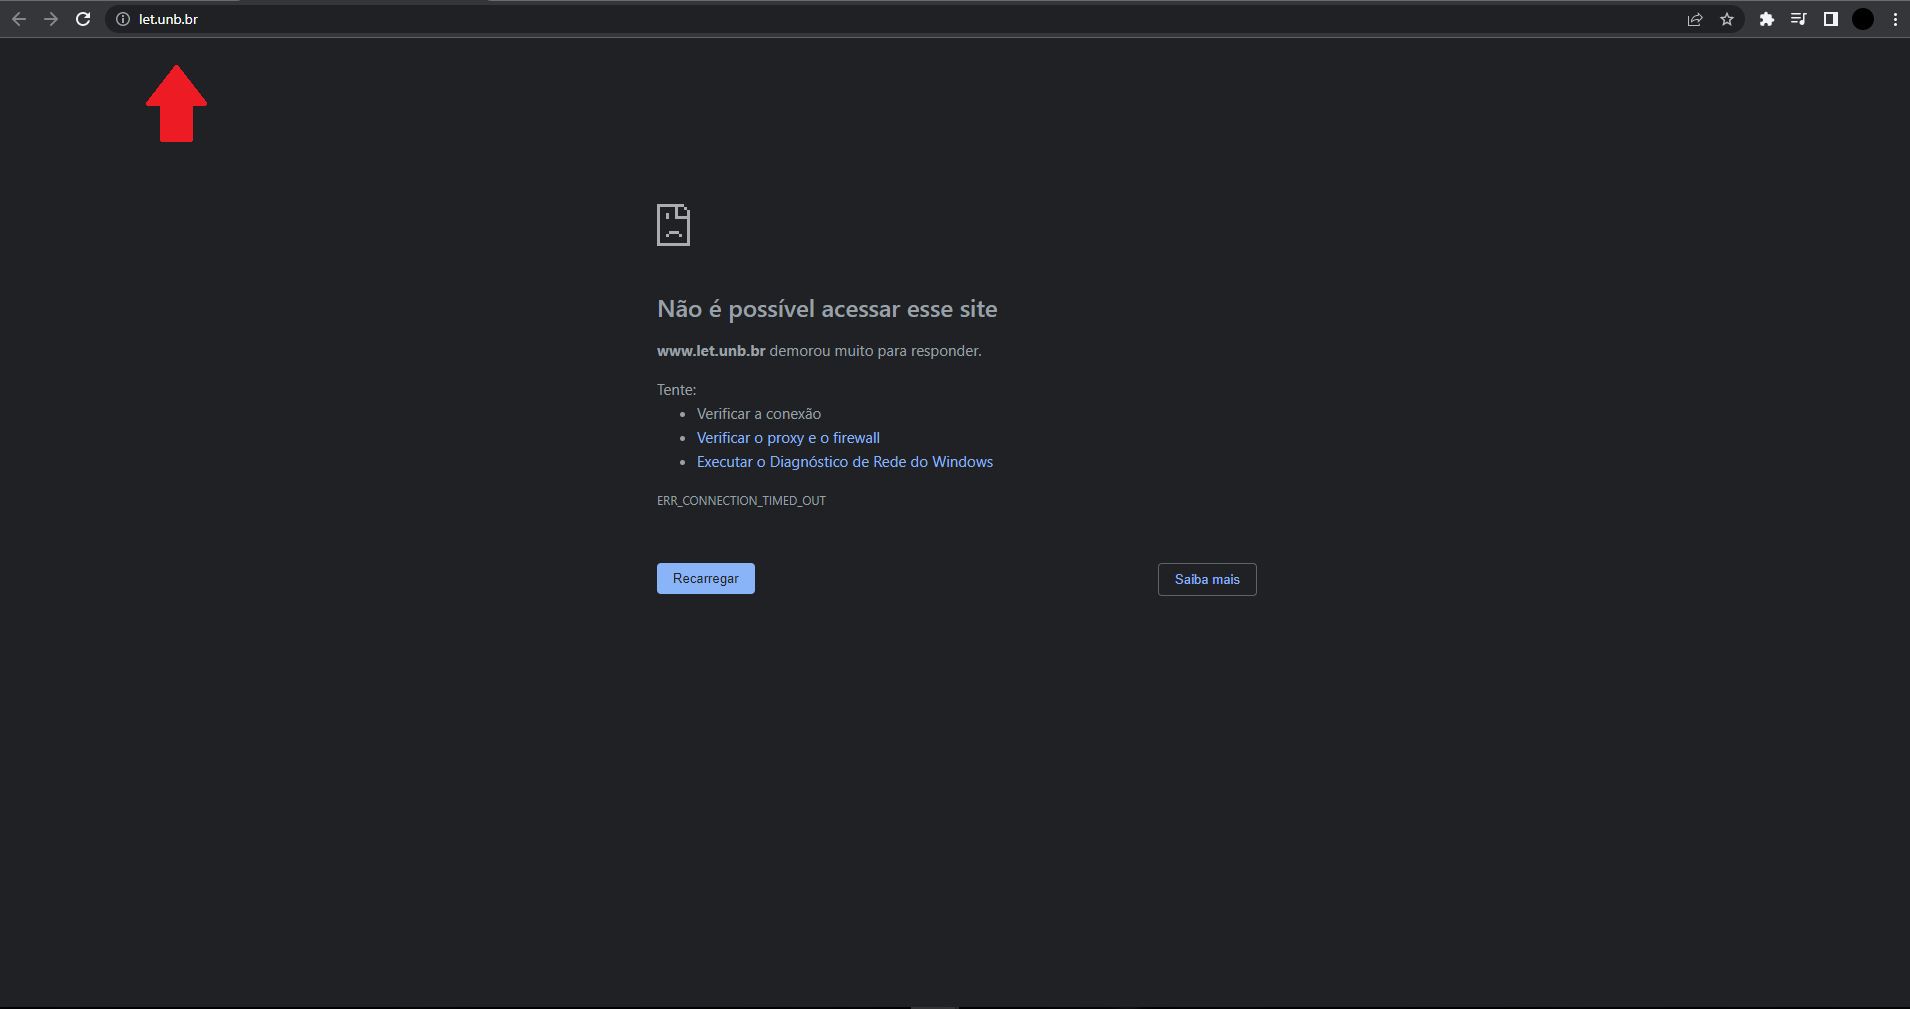 let.unb.br
Não é possível acessar esse site
www.let.unb.br demorou muito para responder.
Tente:
Verificar a conexão
Verificar o proxy e o firewall
Executar o Diagnóstico de Rede do Windows
ERR_CONNECTION_TIMED_OUT
Recarregar
Saiba mais